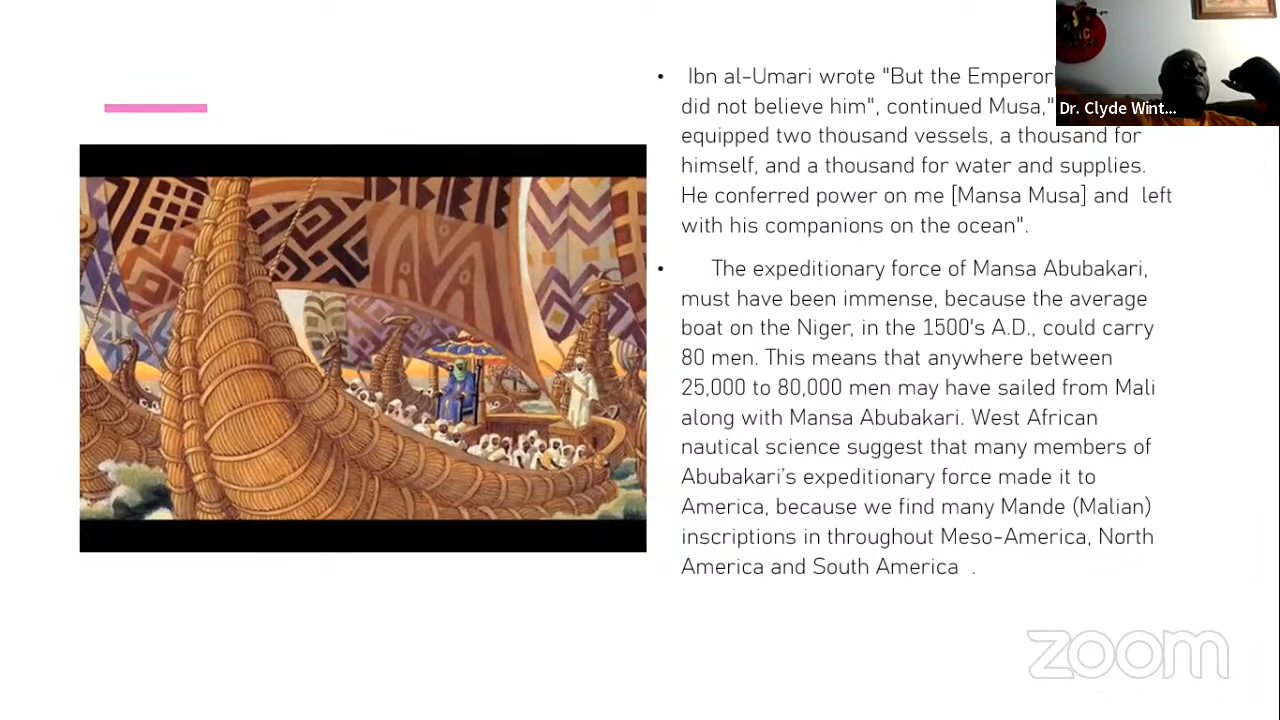 • Ibn al-Umari wrote "But the Emperor
did not believe him", continued Musa,"
equipped two thousand vessels, a thousand for
himself, and a thousand for water and supplies.
He conferred power on me [Mansa Musa] and left
with his companions on the ocean".
• The expeditionary force of Mansa Abubakari,
must have been immense, because the average
boat on the Niger, in the 1500's A.D., could carry
80 men. This means that anywhere between
25,000 to 80,000 men may have sailed from Mali
along with Mansa Abubakari. West African
nautical science suggest that many members of
Abubakari's expeditionary force made it to
America, because we find many Mande (Malian)
inscriptions in throughout Meso-America, North
America and South America .
Dr. Clyde Wint...
zoom